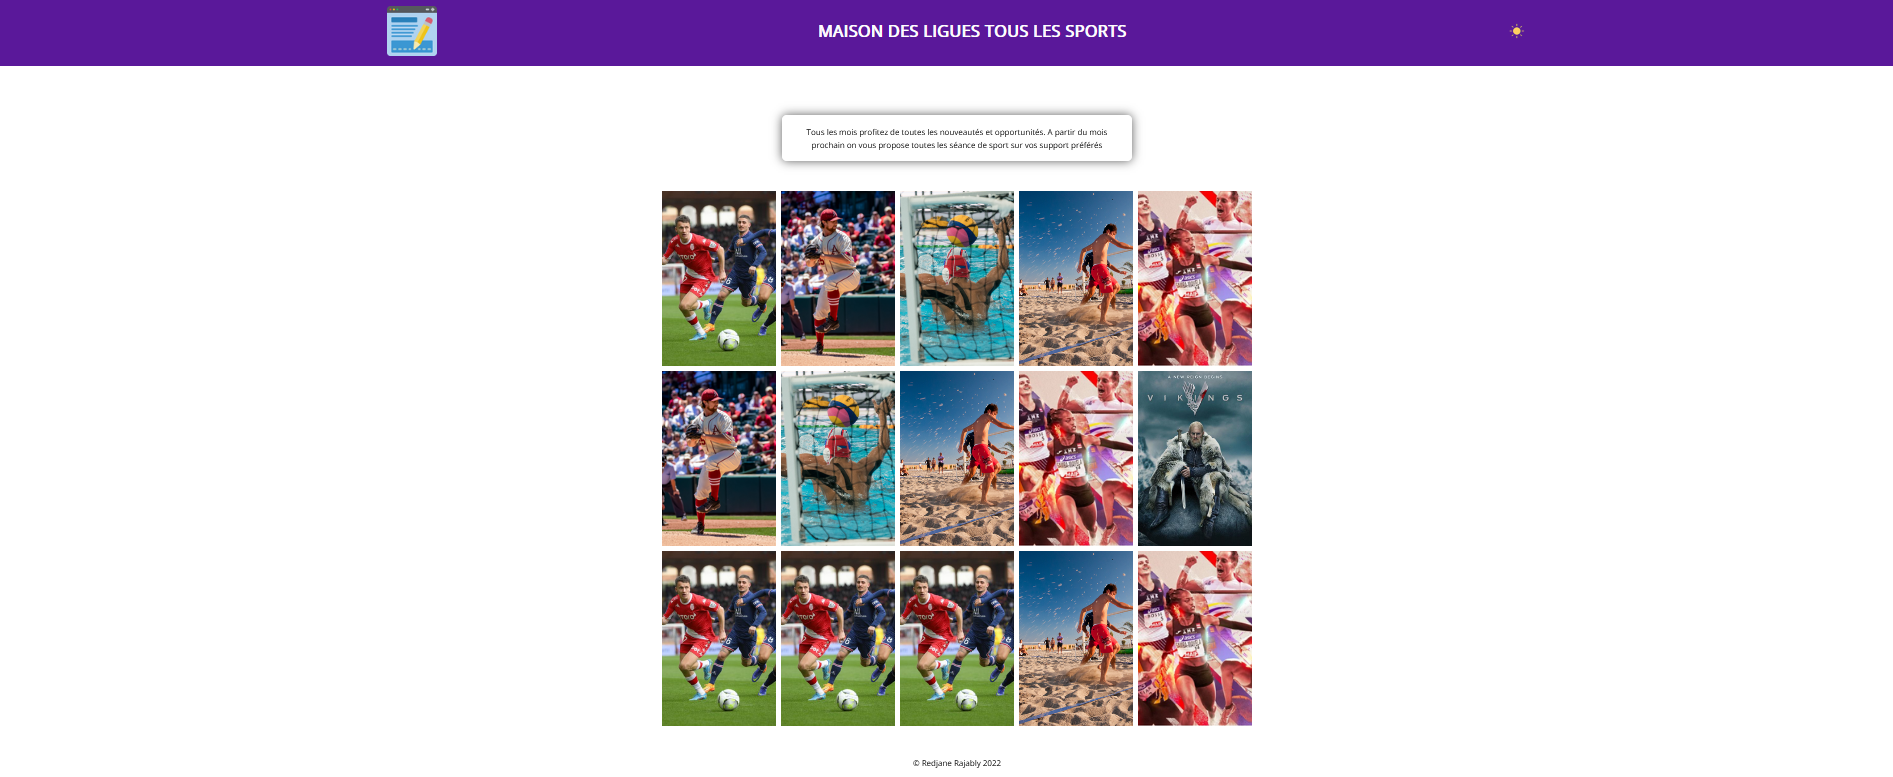 MAISON DES LIGUES TOUS LES SPORTS
Tous les mois profitez de toutes les nouveautés et opportunités. A partir du mois
prochain on vous propose toutes les séance de sport sur vos support préférés
A NEW REIGN BEGINS
VIKINGS
© Redjane Rajably 2022